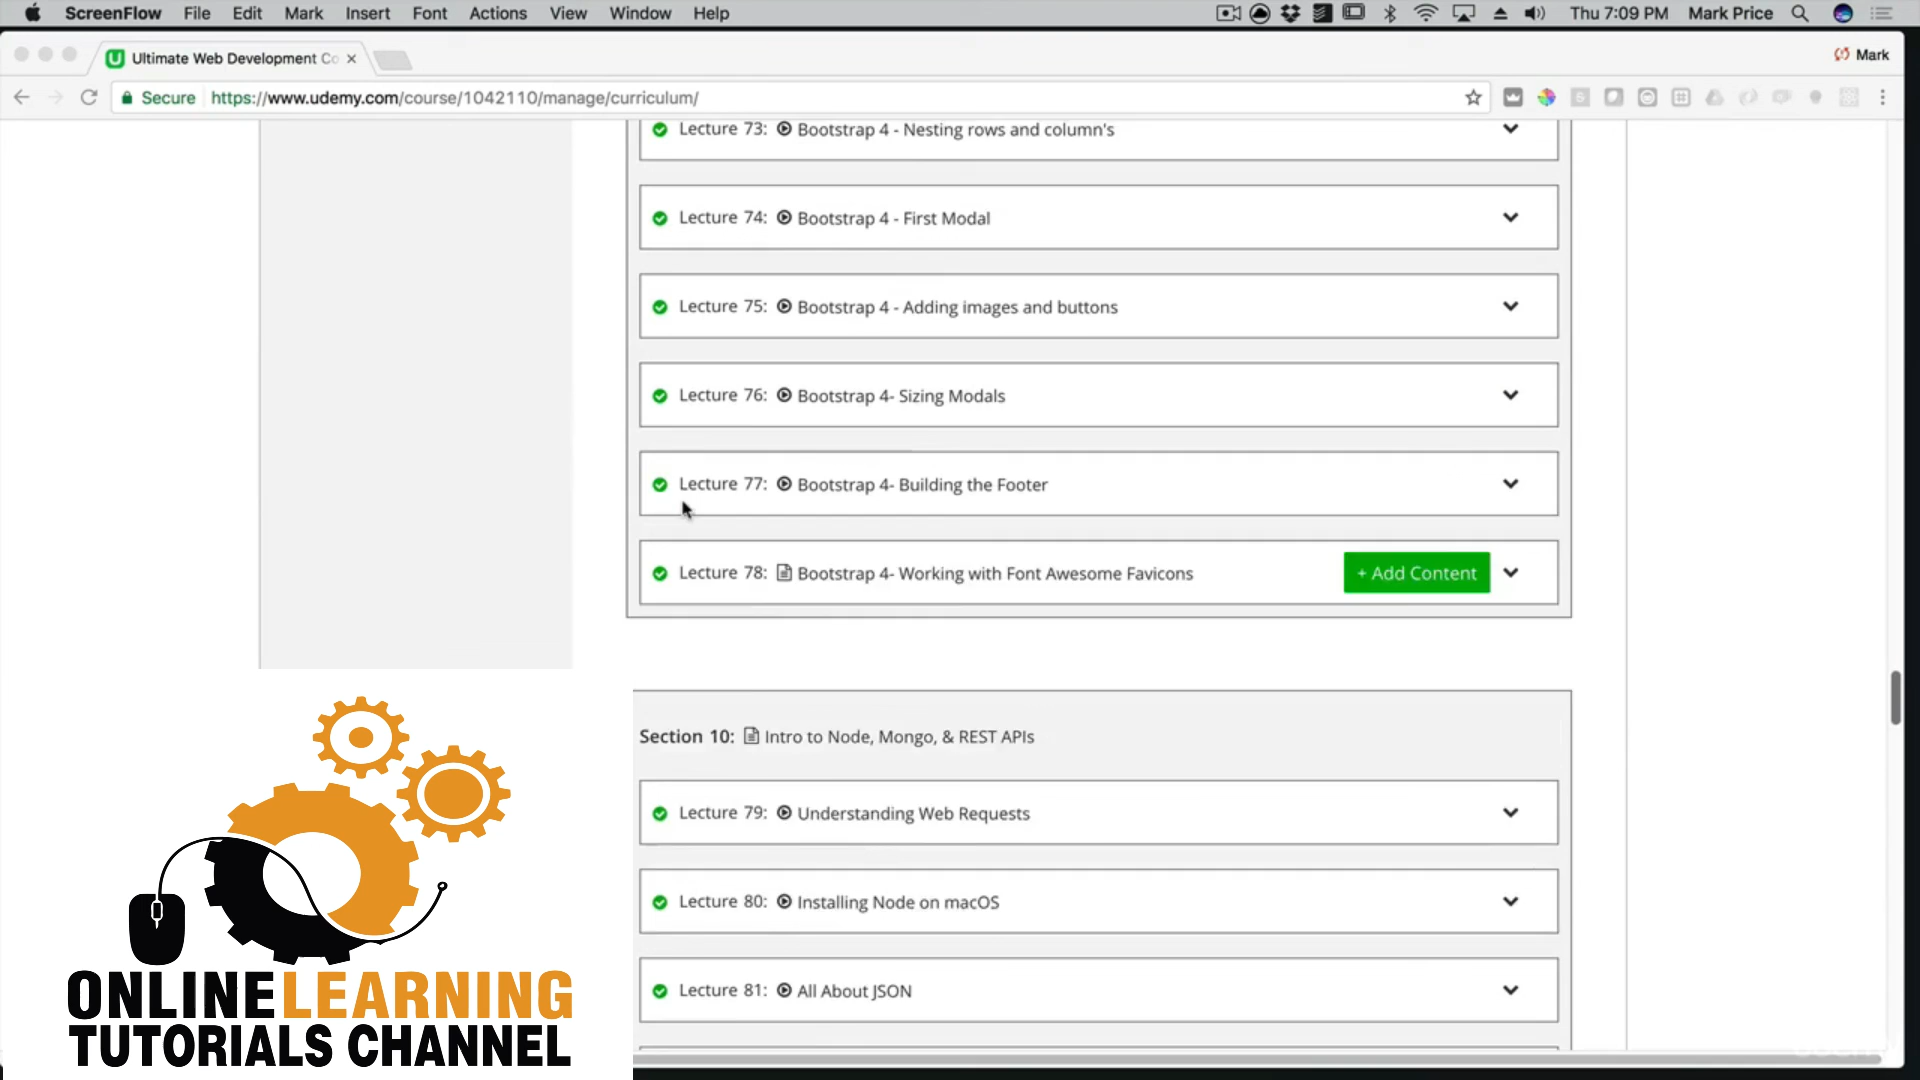 ScreenFlow File Edit Mark Insert Font Actions View Window Help Thu 7:09 PM Mark Price
Ultimate Web Development Co Mark
Secure https://www.udemy.com/course/1042110/manage/curriculum/
Lecture 73: Bootstrap 4 - Nesting rows and column's
Lecture 74: Bootstrap 4 - First Modal
Lecture 75: Bootstrap 4 - Adding images and buttons
Lecture 76: Bootstrap 4- Sizing Modals
Lecture 77: Bootstrap 4- Building the Footer
Lecture 78: Bootstrap 4- Working with Font Awesome Favicons + Add Content
Section 10: Intro to Node, Mongo, & REST APIs
Lecture 79: Understanding Web Requests
Lecture 80: Installing Node on macOS
Lecture 81: All About JSON
ONLINELEARNING
TUTORIALS CHANNEL